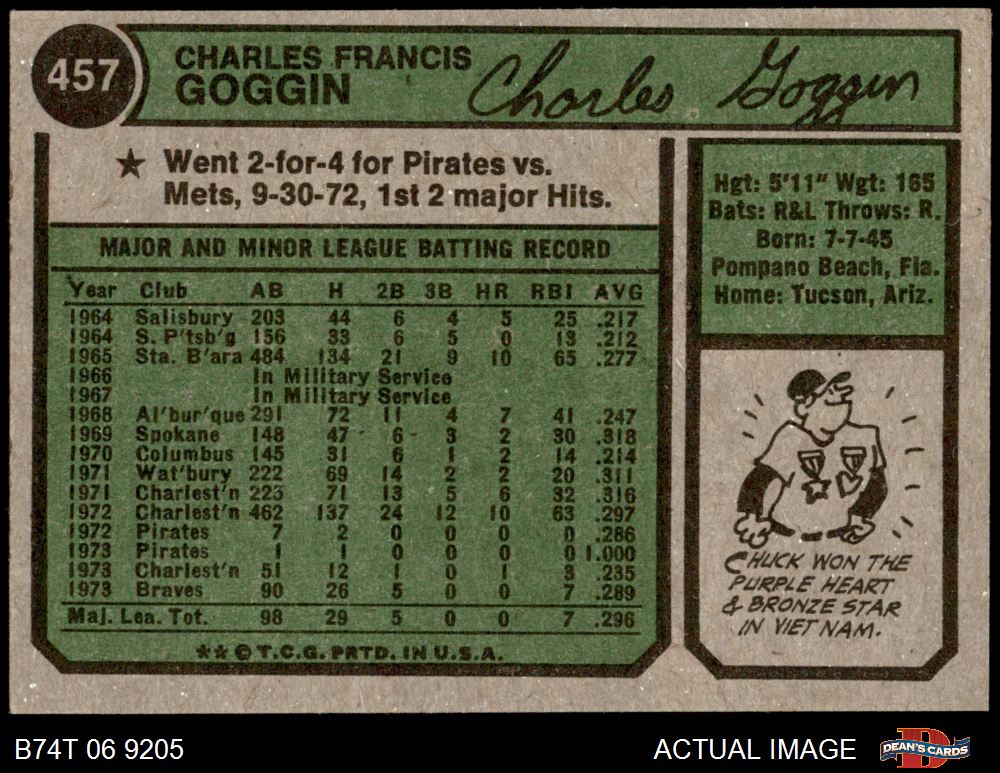 457
CHARLES FRANCIS
GOGGIN
Charles Goggin
★ Went 2-for-4 for Pirates vs.
Mets, 9-30-72, 1st 2 major Hits.
MAJOR AND MINOR LEAGUE BATTING RECORD
Year Club AB H 2B 3B HR RBI AVG
1964 Salisbury 203 44 6 4 5 25 .217
1964 S. P'tsb'g 156 33 6 5 0 13 .212
1965 Sta. B'ara 484 134 21 9 10 65 .277
1966 In Military Service
1967 In Military Service
1968 Al'bur'que 291 72 11 4 7 41 .247
1969 Spokane 148 47 6 3 2 30 .318
1970 Columbus 145 31 6 1 2 14 .214
1971 Wat'bury 222 69 14 2 2 20 .311
1971 Charlest'n 225 71 13 5 6 32 .316
1972 Charlest'n 462 137 24 12 10 63 .297
1972 Pirates 7 2 0 0 0 0 .286
1973 Pirates 1 1 0 0 0 0 1.000
1973 Charlest'n 51 12 1 0 1 3 .235
1973 Braves 90 26 5 0 0 7 .289
Maj. Lea. Tot. 98 29 5 0 0 7 .296
★★ © T.C.G. PRTD. IN U.S.A.
Hgt: 5'11" Wgt: 165
Bats: R&L Throws: R.
Born: 7-7-45
Pompano Beach, Fla.
Home: Tucson, Ariz.
CHUCK WON THE
PURPLE HEART
& BRONZE STAR
IN VIET NAM.
B74T 06 9205
ACTUAL IMAGE
DEAN'S CARDS